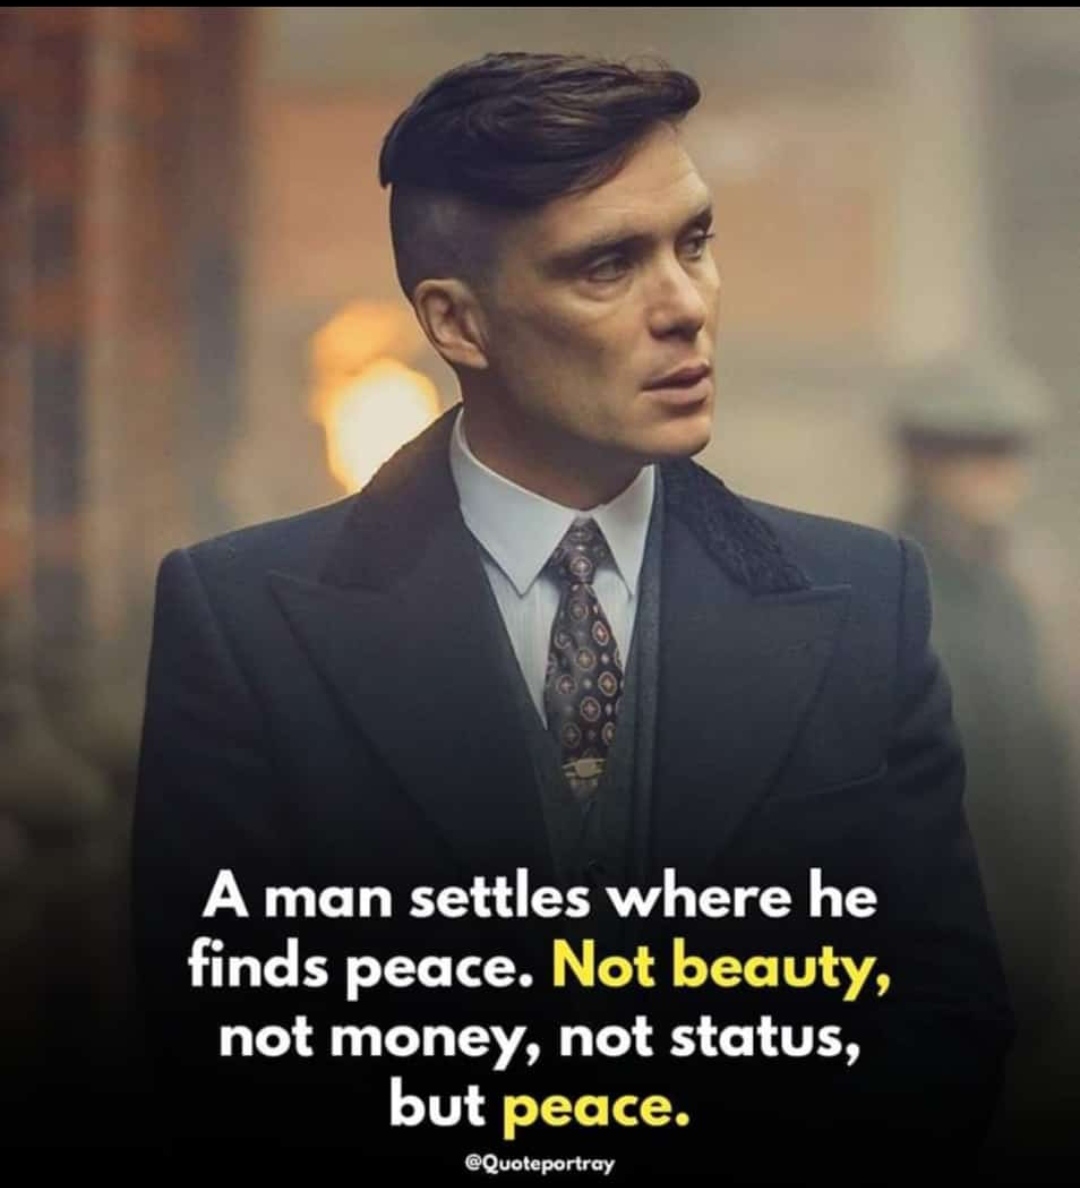 A man settles where he
finds peace. Not beauty,
not money, not status,
but peace.
@Quoteportray